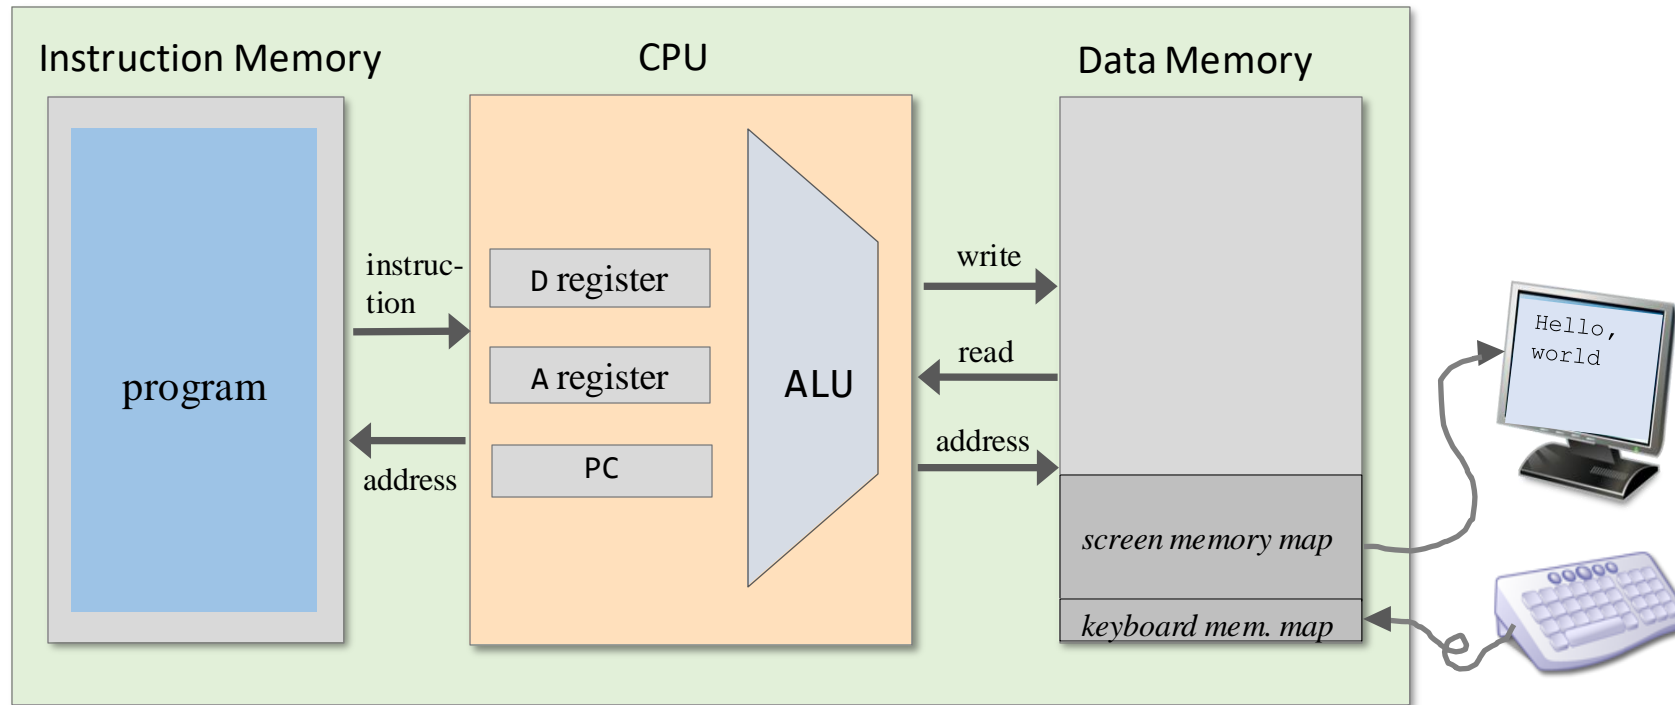 Instruction Memory
CPU
Data Memory
program
instruc-
tion
address
D register
A register
PC
ALU
write
read
address
screen memory map
keyboard mem. map
Hello,
world